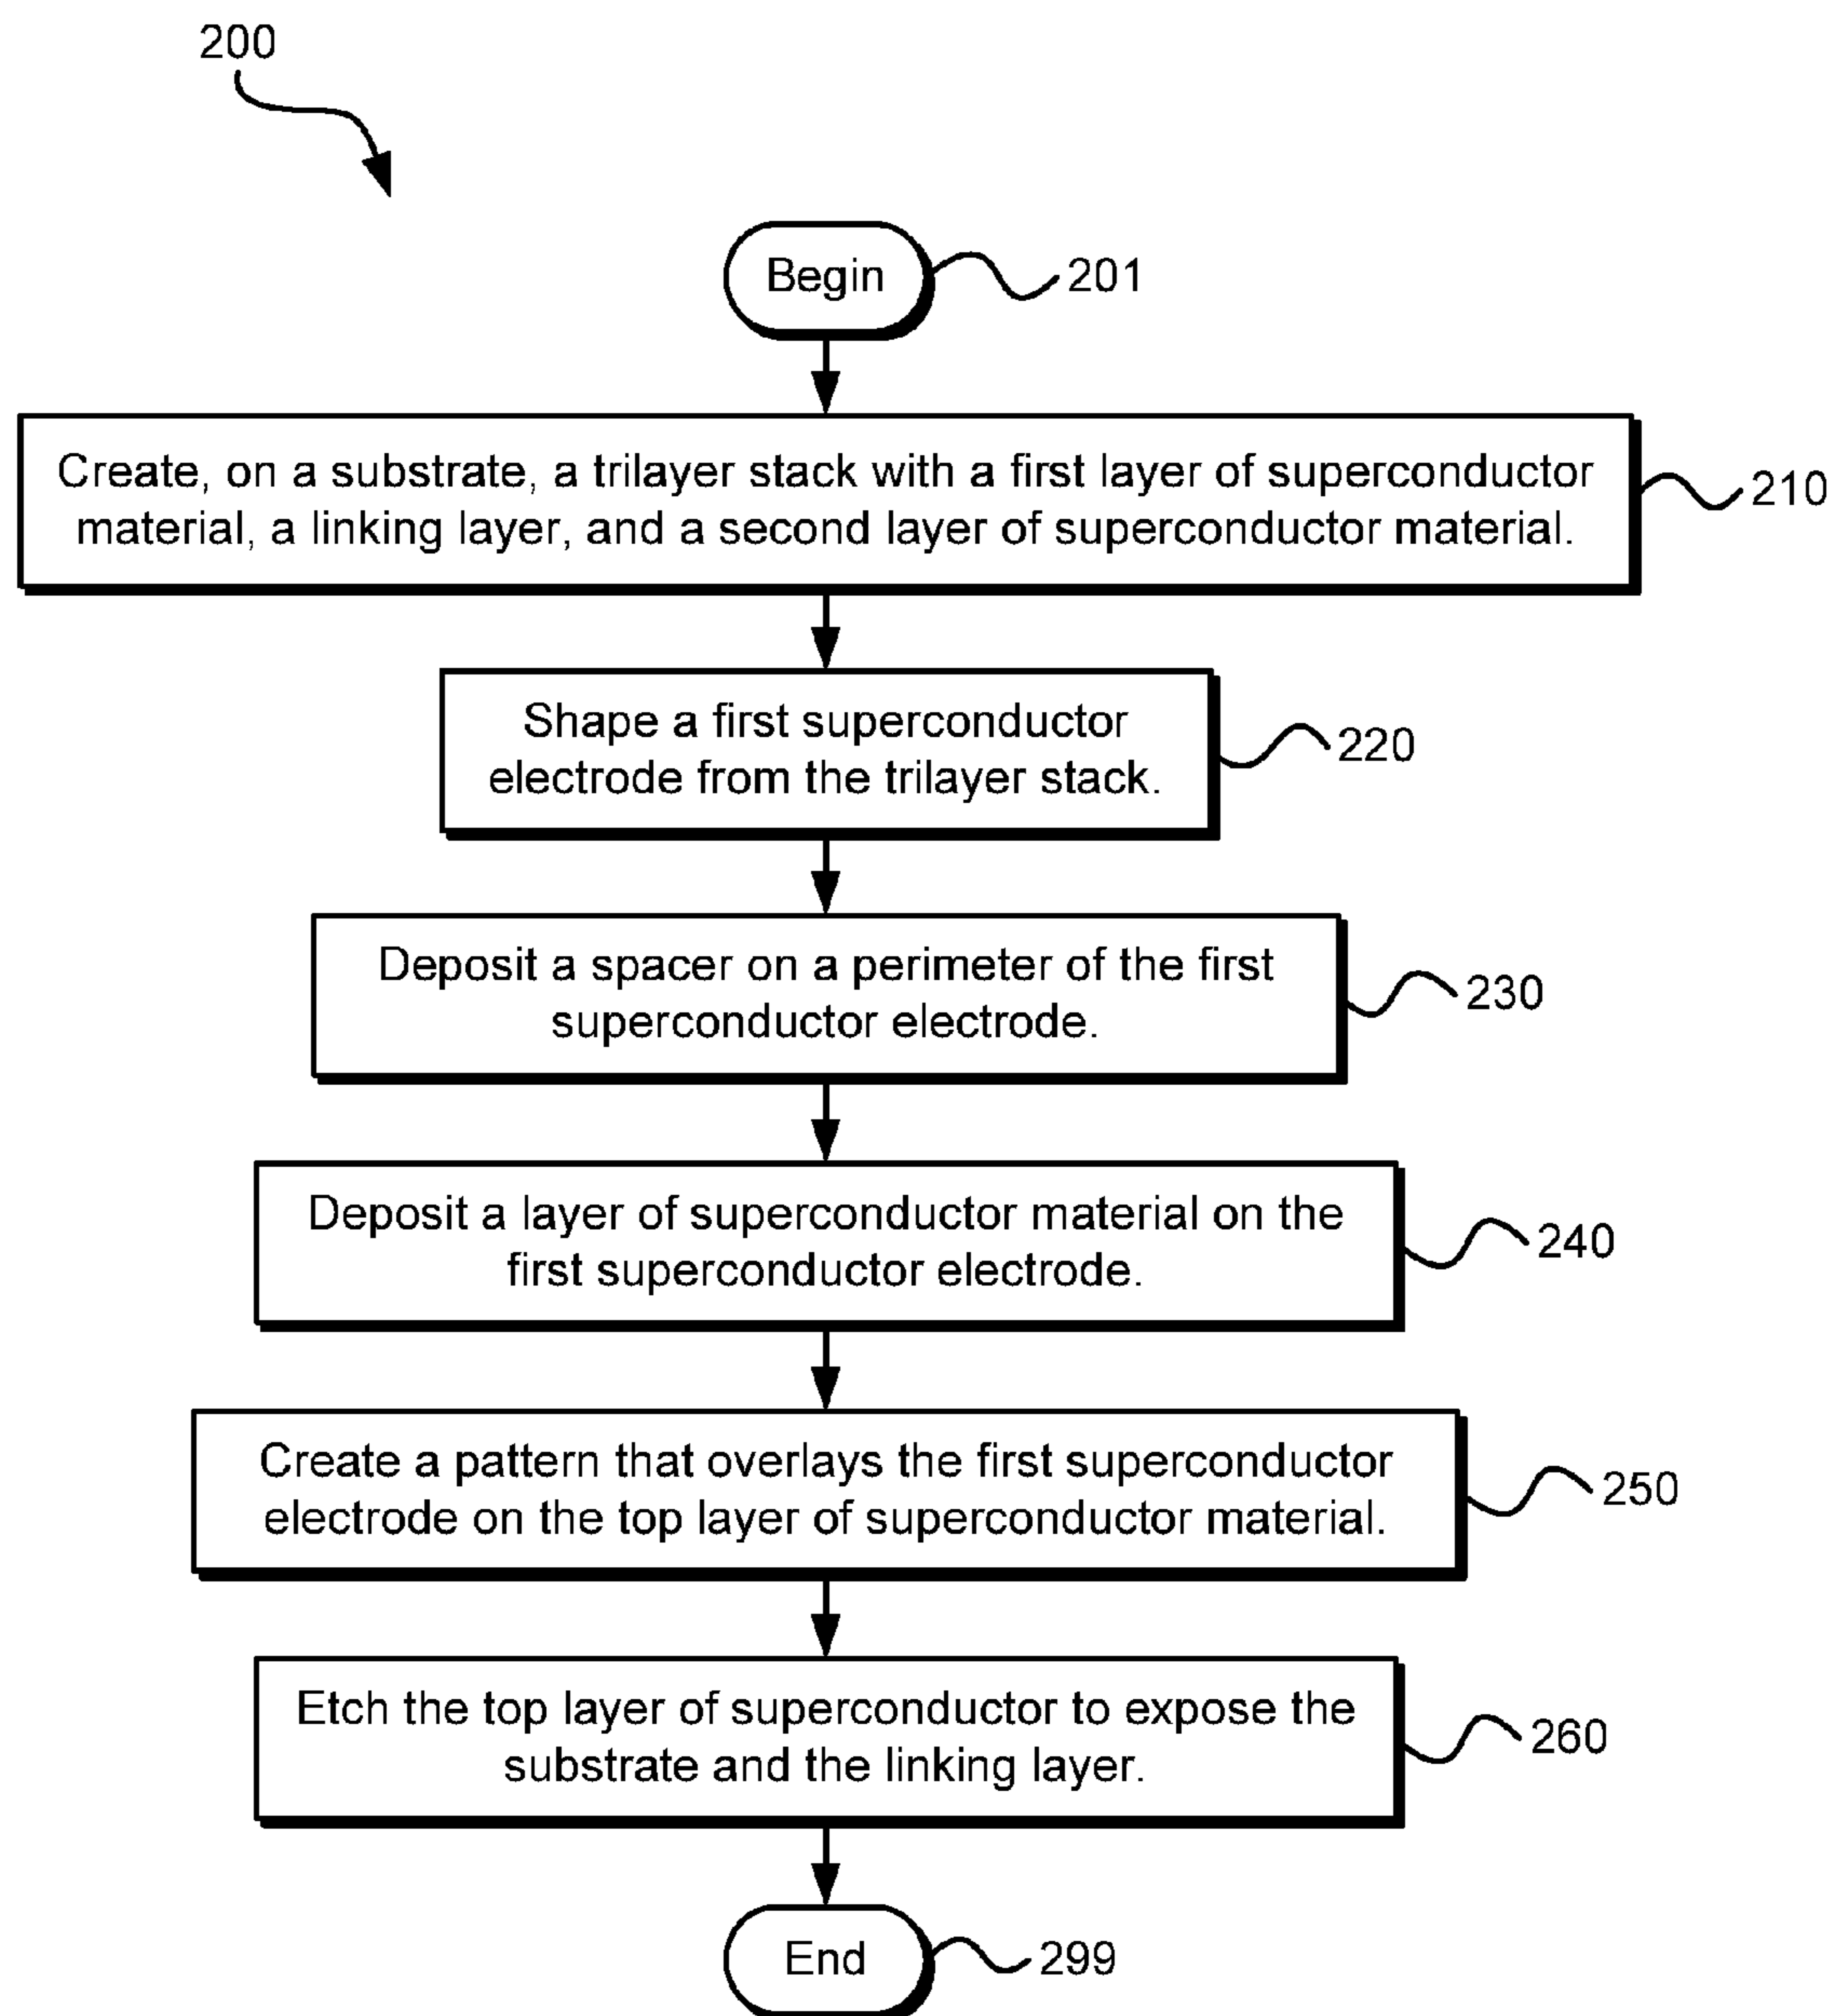 200
Begin
201
Create, on a substrate, a trilayer stack with a first layer of superconductor
material, a linking layer, and a second layer of superconductor material.
210
Shape a first superconductor
electrode from the trilayer stack.
220
Deposit a spacer on a perimeter of the first
superconductor electrode.
230
Deposit a layer of superconductor material on the
first superconductor electrode.
240
Create a pattern that overlays the first superconductor
electrode on the top layer of superconductor material.
250
Etch the top layer of superconductor to expose the
substrate and the linking layer.
260
End
299